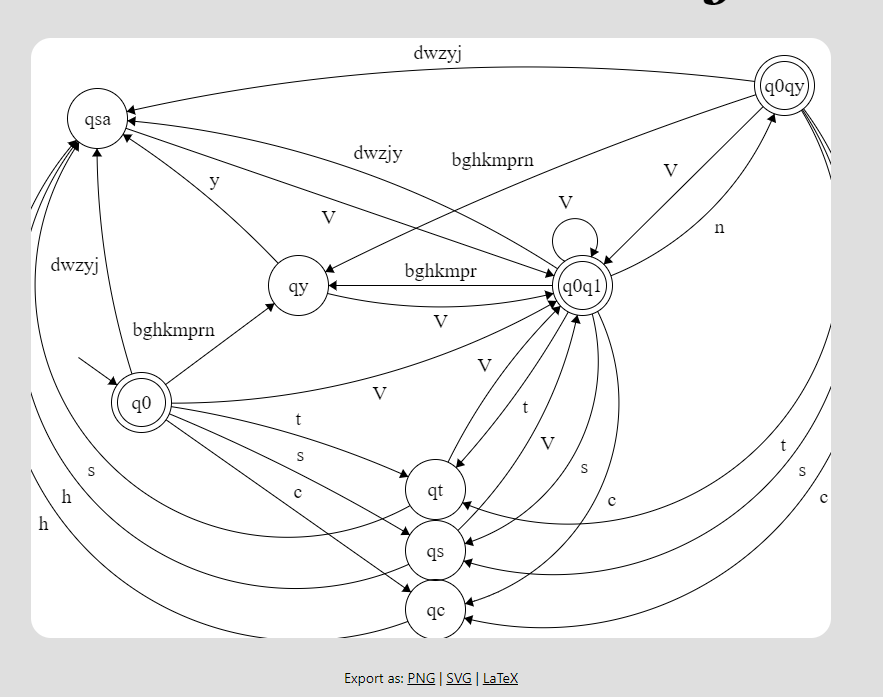 dwzyj
q0qy
qsa
dwzjy
bghkmprn
V
y
V
V
n
dwzyj
bghkmpr
qy
q0q1
V
bghkmprn
V
V
q0
t
V
t
s
V
t
s
s
c
qt
h
c
s
c
h
qs
qc
Export as: PNG | SVG | LaTeX